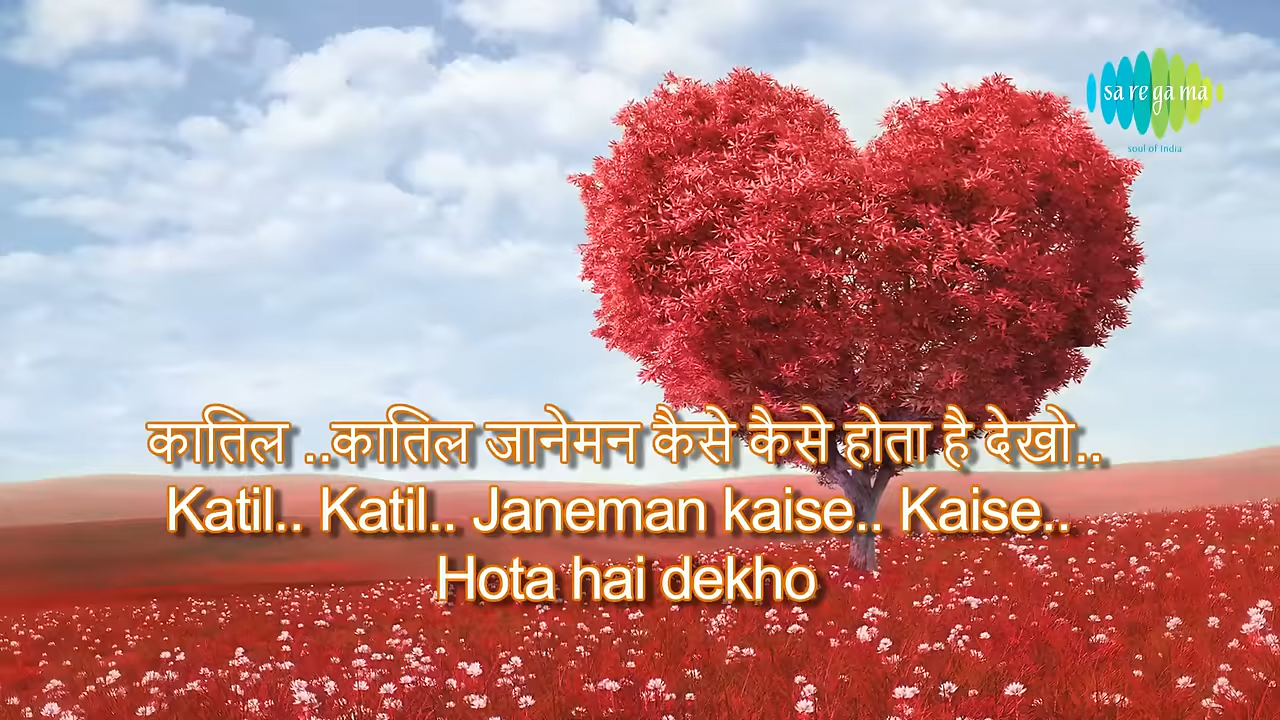 sa re ga ma
soul of India
कातिल ..कातिल जानेमन कैसे कैसे होता है देखो..
Katil.. Katil.. Janeman kaise.. Kaise..
Hota hai dekho